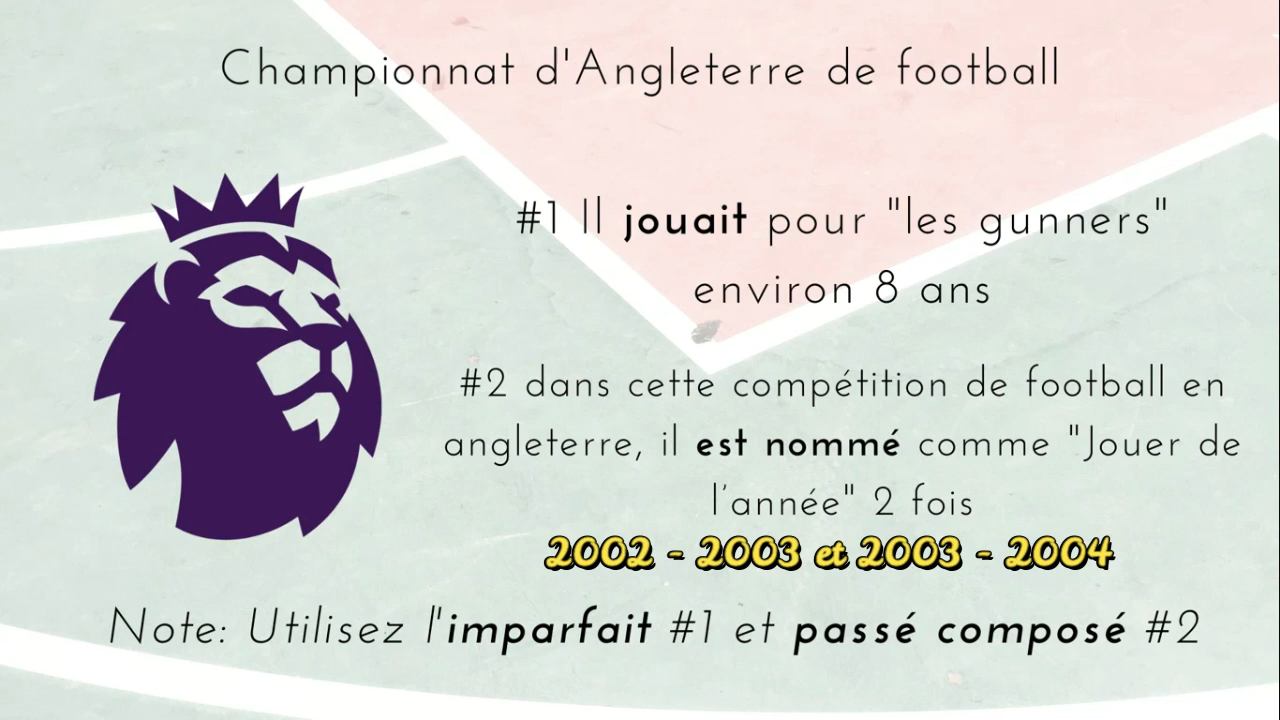 Championnat d'Angleterre de football
#1 Il jouait pour "les gunners"
environ 8 ans
#2 dans cette compétition de football en
angleterre, il est nommé comme "Jouer de
l'année" 2 fois
2002 - 2003 et 2003 - 2004
Note: Utilisez l'imparfait #1 et passé composé #2